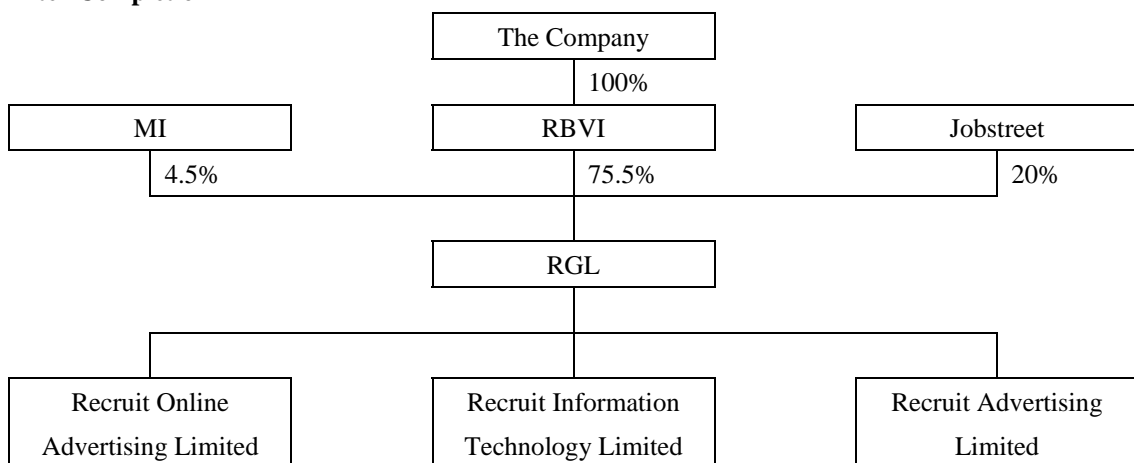 The Company
100%
MI
RBVI
Jobstreet
4.5%
75.5%
20%
RGL
Recruit Online
Advertising Limited
Recruit Information
Technology Limited
Recruit Advertising
Limited